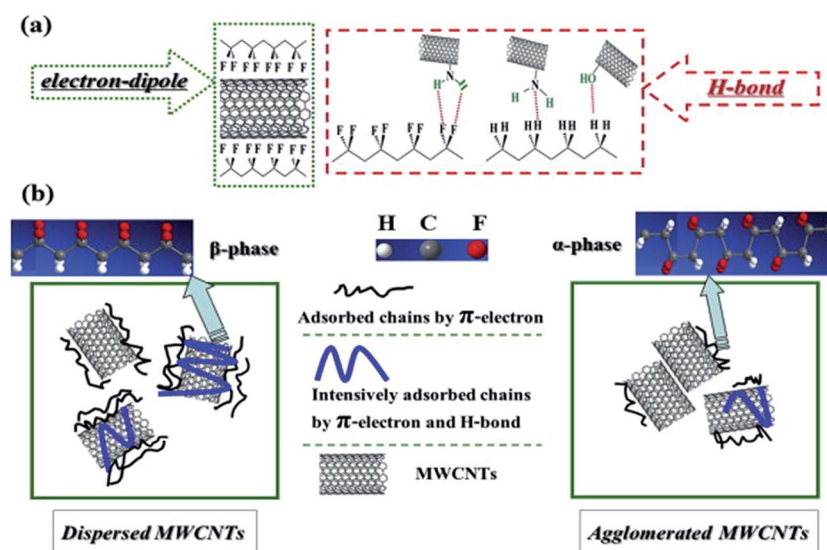 (a)
electron-dipole
F F F F F F F F
F F F F F F F F
N
H H
F F F F F F F F
N
H H
H H H H H H H H
HO
H-bond
(b)
β-phase
H C F
α-phase
Adsorbed chains by π-electron
Intensively adsorbed chains
by π-electron and H-bond
MWCNTs
Dispersed MWCNTs
Agglomerated MWCNTs